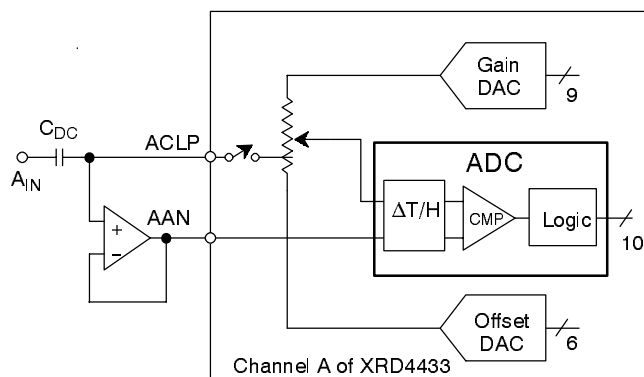 Gain
DAC
9
C_DC
ACLP
A_IN
ADC
AAN
+
−
ΔT/H
CMP
Logic
10
Offset
DAC
6
Channel A of XRD4433